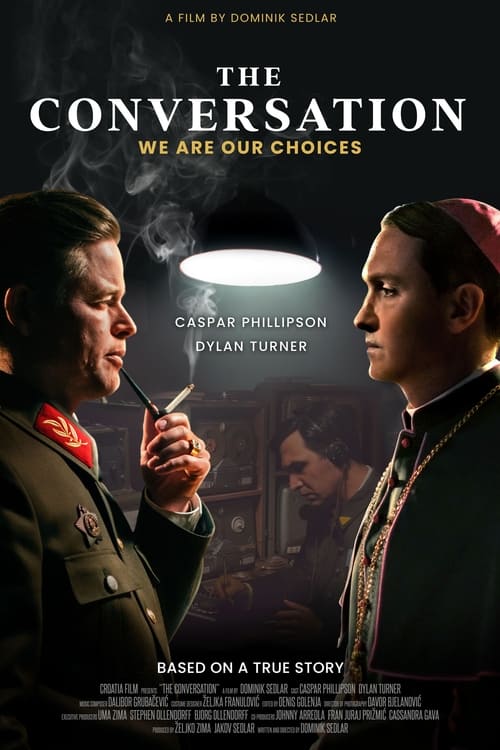 A FILM BY DOMINIK SEDLAR
THE
CONVERSATION
WE ARE OUR CHOICES
CASPAR PHILLIPSON
DYLAN TURNER
BASED ON A TRUE STORY
CROATIA FILM PRESENTS "THE CONVERSATION" A FILM BY DOMINIK SEDLAR CAST CASPAR PHILLIPSON DYLAN TURNER
MUSIC COMPOSER DALIBOR GRUBAČEVIĆ COSTUME DESIGNER ŽELJKA FRANULOVIĆ EDITED BY DENIS GOLENJA DIRECTOR OF PHOTOGRAPHY DAVOR BJELANOVIĆ
EXECUTIVE PRODUCERS UMA ZIMA STEPHEN OLLENDORFF BJORG OLLENDORFF CO-PRODUCERS JOHNNY ARREOLA FRAN JURAJ PRIŽMIĆ CASSANDRA GAVA
PRODUCED BY ŽELJKO ZIMA JAKOV SEDLAR WRITTEN AND DIRECTED BY DOMINIK SEDLAR